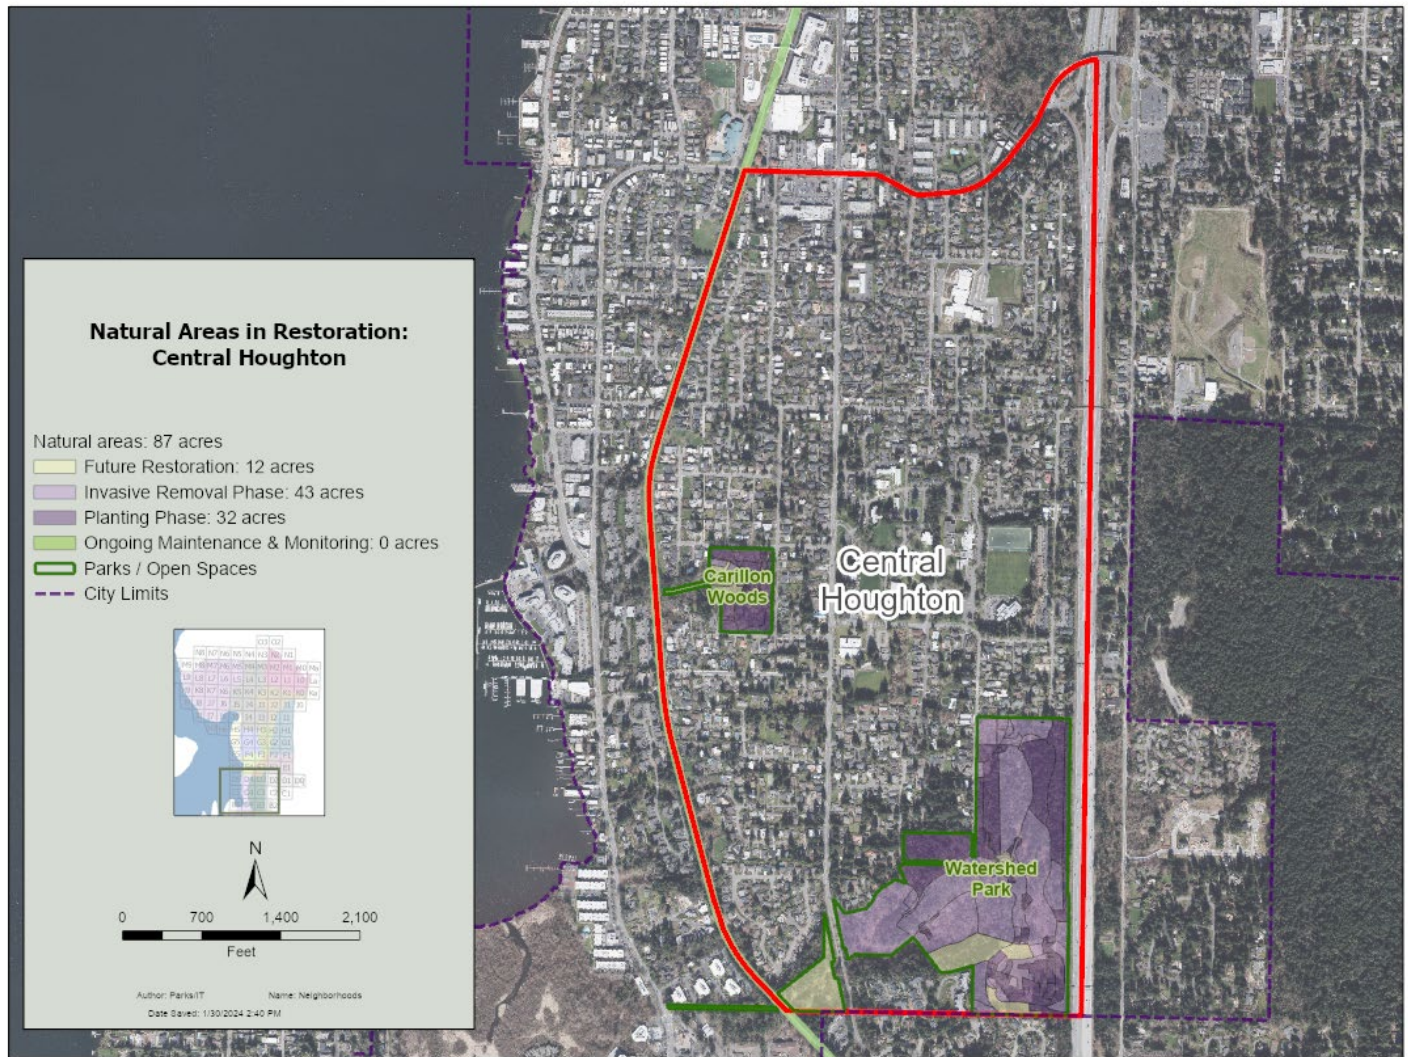 Natural Areas in Restoration:
Central Houghton
Natural areas: 87 acres
Future Restoration: 12 acres
Invasive Removal Phase: 43 acres
Planting Phase: 32 acres
Ongoing Maintenance & Monitoring: 0 acres
Parks / Open Spaces
City Limits
N
0 700 1,400 2,100
Feet
Author: Parks/IT Name: Neighborhoods
Date Saved: 1/30/2024 2:40 PM
Carillon
Woods
Central
Houghton
Watershed
Park